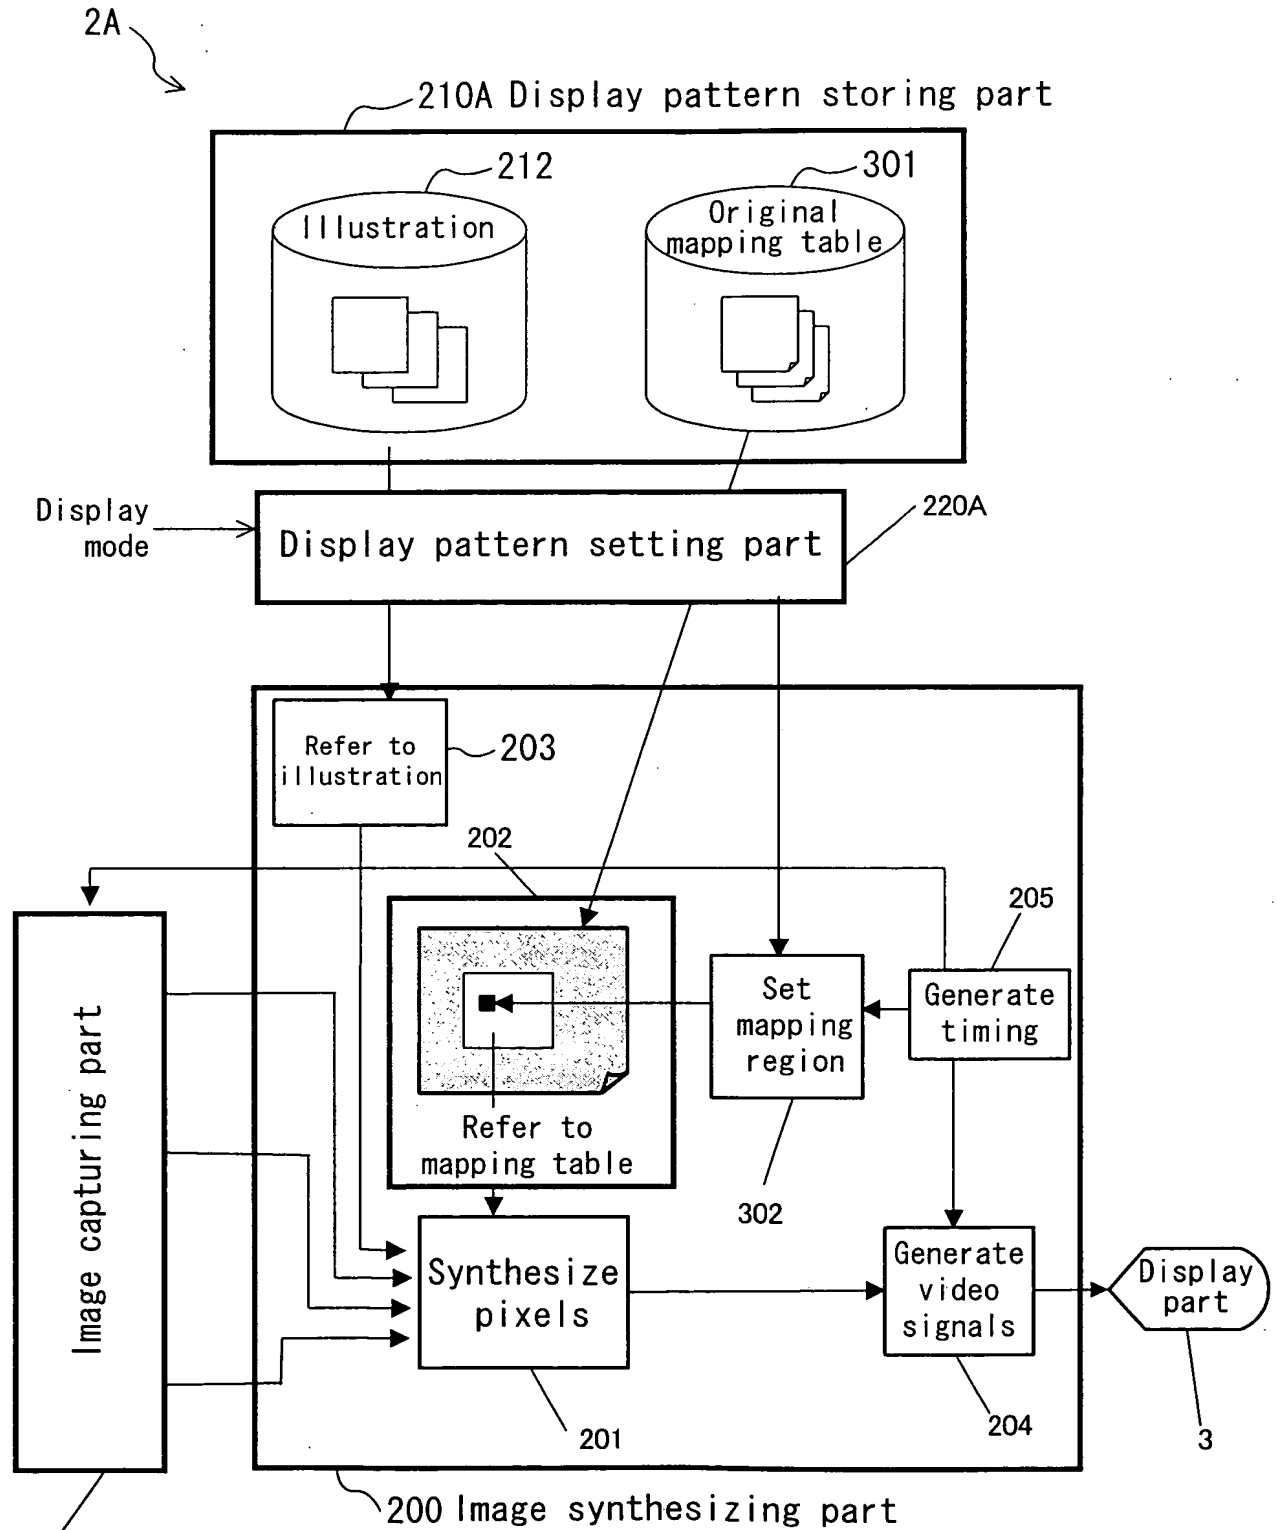 2A
210A Display pattern storing part
212
301
Illustration
Original
mapping table
Display
mode
Display pattern setting part
220A
Refer to
illustration
203
202
205
Generate
timing
Set
mapping
region
Refer to
mapping table
302
Image capturing part
Synthesize
pixels
Generate
video
signals
Display
part
201
204
3
200 Image synthesizing part